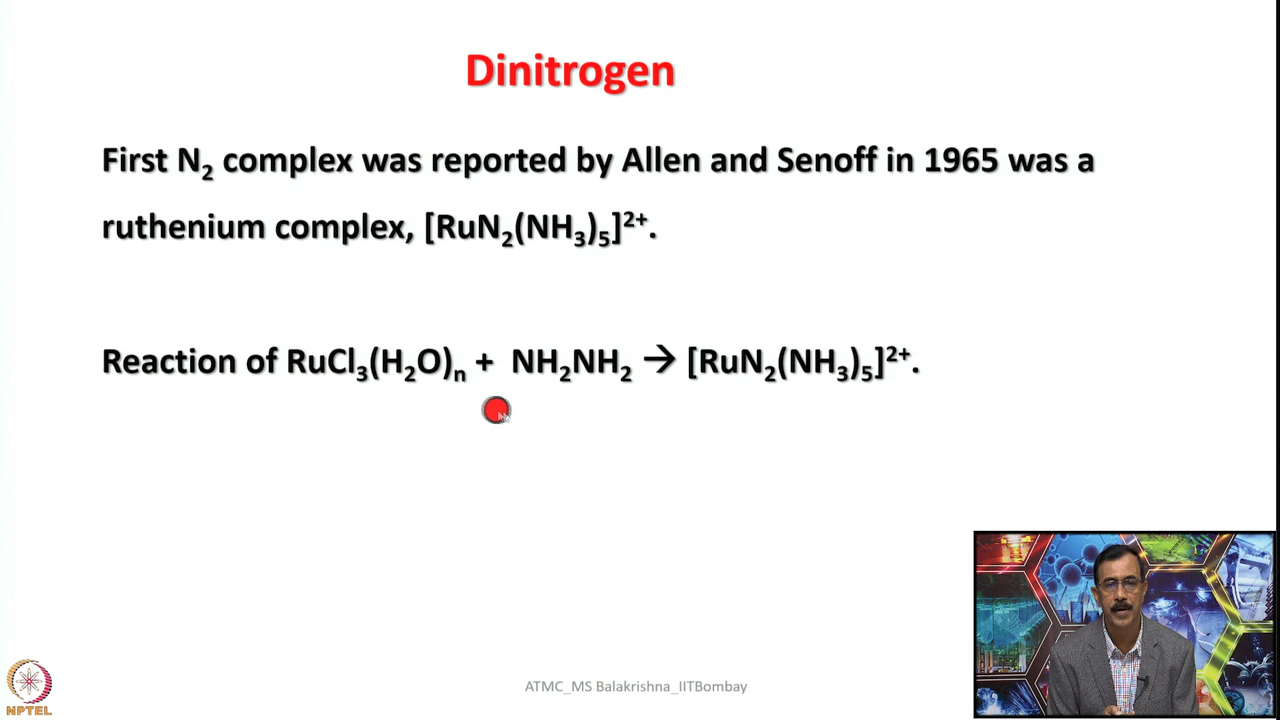 Dinitrogen
First N₂ complex was reported by Allen and Senoff in 1965 was a
ruthenium complex, [RuN₂(NH₃)₅]²⁺.
Reaction of RuCl₃(H₂O)ₙ + NH₂NH₂ → [RuN₂(NH₃)₅]²⁺.
ATMC_MS Balakrishna_IITBombay
NPTEL